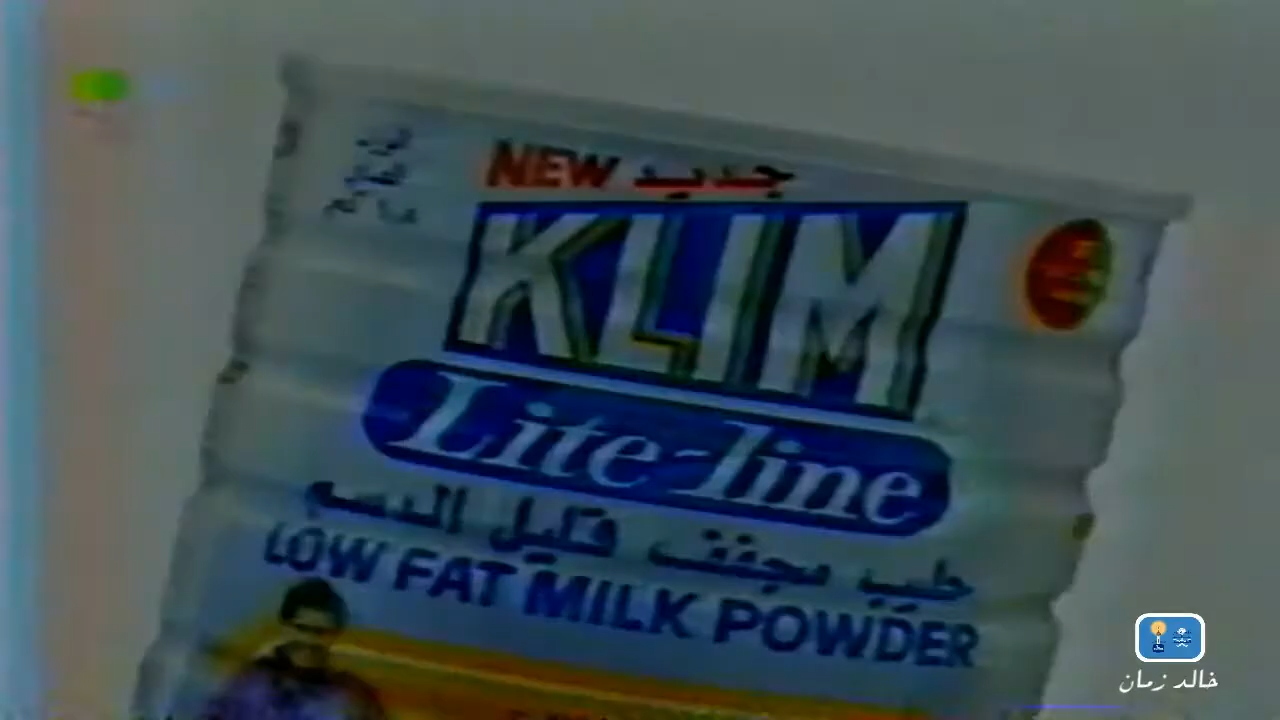 NEW جديد
KLIM
Lite-line
حليب مجفف قليل الدسم
LOW FAT MILK POWDER
خالد زمان